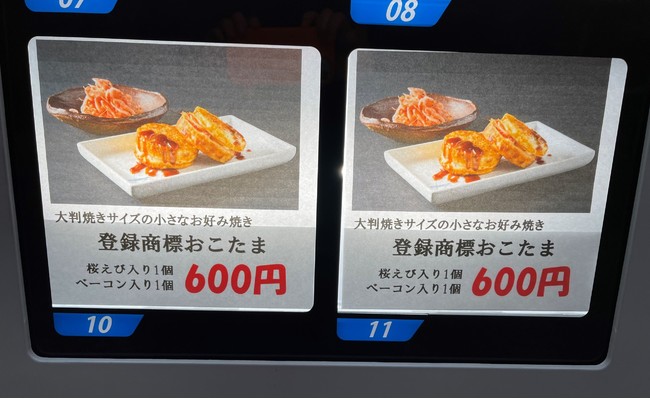 07
08
大判焼きサイズの小さなお好み焼き
登録商標おこたま
桜えび入り1個
ベーコン入り1個
600円
10
大判焼きサイズの小さなお好み焼き
登録商標おこたま
桜えび入り1個
ベーコン入り1個
600円
11